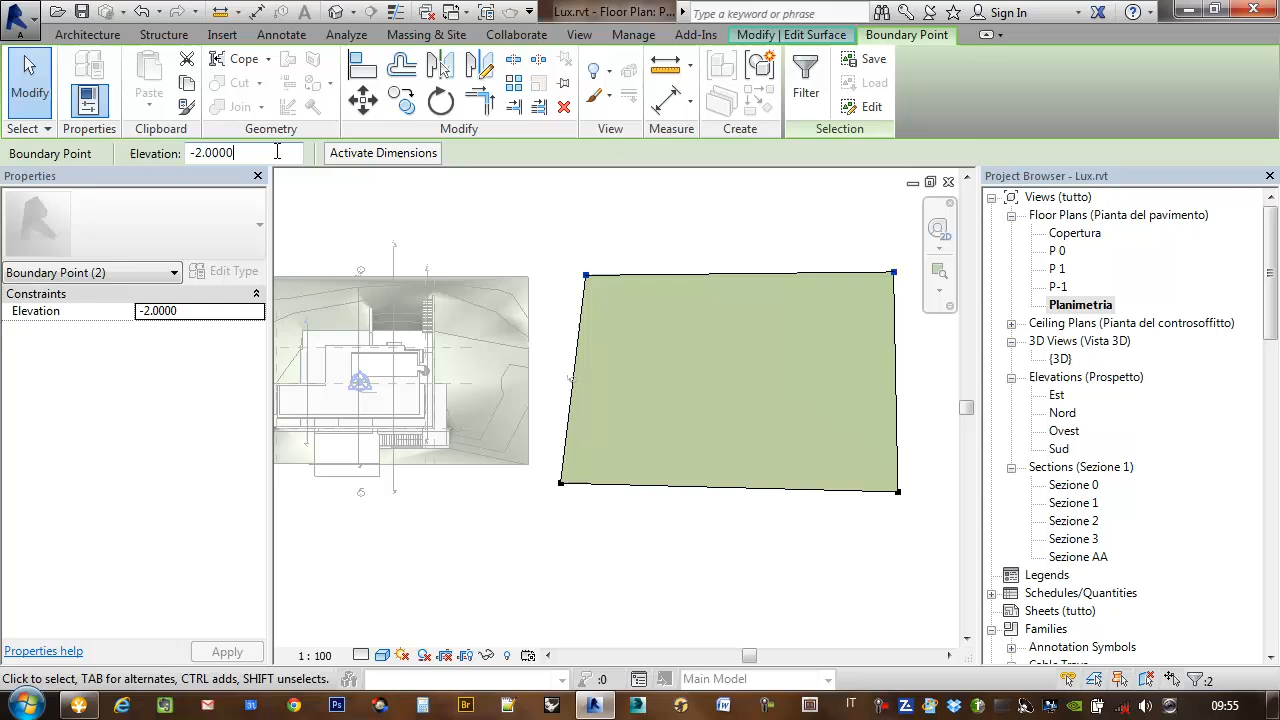 Lux.rvt - Floor Plan: P...
Type a keyword or phrase
Sign In
Architecture
Structure
Insert
Annotate
Analyze
Massing & Site
Collaborate
View
Manage
Add-Ins
Modify | Edit Surface
Boundary Point
Modify
Paste
Cope
Cut
Join
Filter
Save
Load
Edit
Select
Properties
Clipboard
Geometry
Modify
View
Measure
Create
Selection
Boundary Point
Elevation:
-2.0000
Activate Dimensions
Properties
Boundary Point (2)
Edit Type
Constraints
Elevation
-2.0000
Properties help
Apply
2D
Project Browser - Lux.rvt
Views (tutto)
Floor Plans (Pianta del pavimento)
Copertura
P 0
P 1
P-1
Planimetria
Ceiling Plans (Pianta del controsoffitto)
3D Views (Vista 3D)
{3D}
Elevations (Prospetto)
Est
Nord
Ovest
Sud
Sections (Sezione 1)
Sezione 0
Sezione 1
Sezione 2
Sezione 3
Sezione AA
Legends
Schedules/Quantities
Sheets (tutto)
Families
Annotation Symbols
Cable Trays
1 : 100
Click to select, TAB for alternates, CTRL adds, SHIFT unselects.
:0
Main Model
:2
IT
09:55